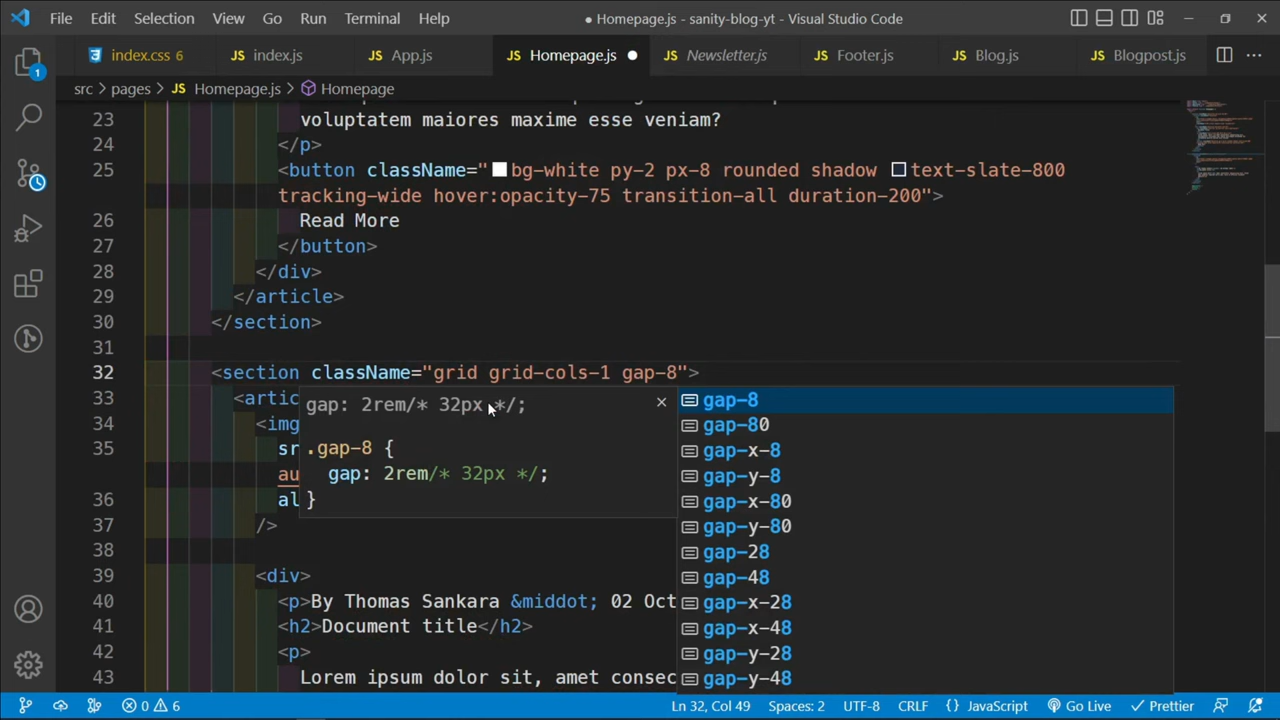 File Edit Selection View Go Run Terminal Help
● Homepage.js - sanity-blog-yt - Visual Studio Code
index.css 6 JS index.js JS App.js JS Homepage.js ● JS Newsletter.js JS Footer.js JS Blog.js JS Blogpost.js
src > pages > JS Homepage.js > Homepage
23 voluptatem maiores maxime esse veniam?
24 </p>
25 <button className="bg-white py-2 px-8 rounded shadow text-slate-800
tracking-wide hover:opacity-75 transition-all duration-200">
26 Read More
27 </button>
28 </div>
29 </article>
30 </section>
31
32 <section className="grid grid-cols-1 gap-8">
33 <artic
34 <img
35 sr
au
36 al
37 />
38
39 <div>
40 <p>By Thomas Sankara &middot; 02 Oct
41 <h2>Document title</h2>
42 <p>
43 Lorem ipsum dolor sit, amet consec
gap: 2rem/* 32px */;
.gap-8 {
gap: 2rem/* 32px */;
}
gap-8
gap-80
gap-x-8
gap-y-8
gap-x-80
gap-y-80
gap-28
gap-48
gap-x-28
gap-x-48
gap-y-28
gap-y-48
1
0 6 Ln 32, Col 49 Spaces: 2 UTF-8 CRLF {} JavaScript Go Live Prettier